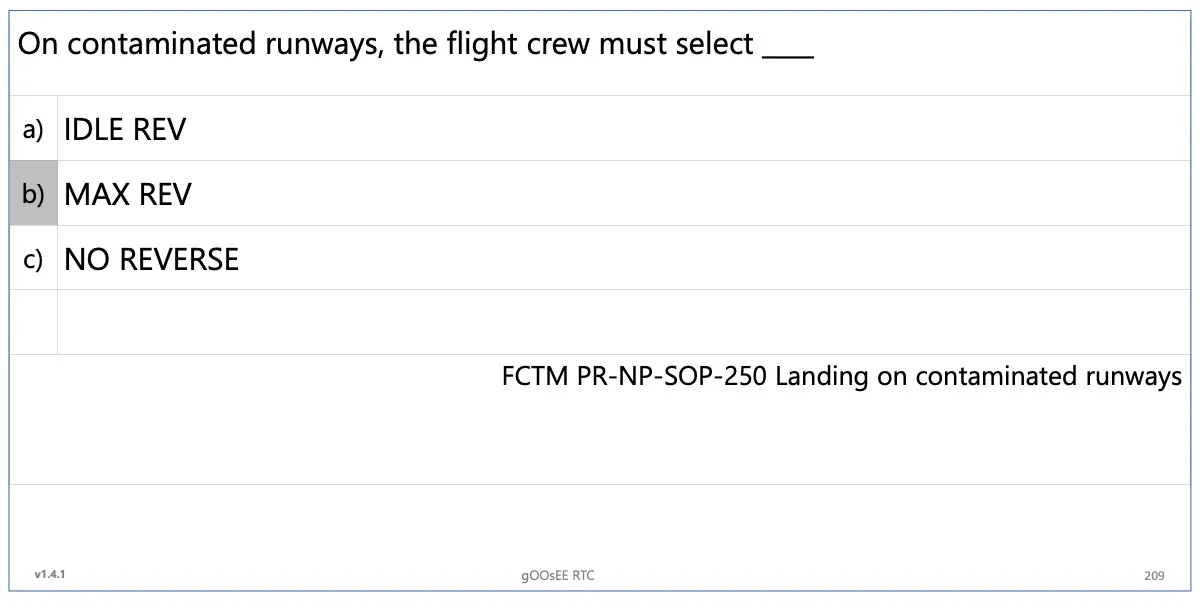 On contaminated runways, the flight crew must select ____
a) IDLE REV
b) MAX REV
c) NO REVERSE
FCTM PR-NP-SOP-250 Landing on contaminated runways
v1.4.1 gOOsEE RTC 209